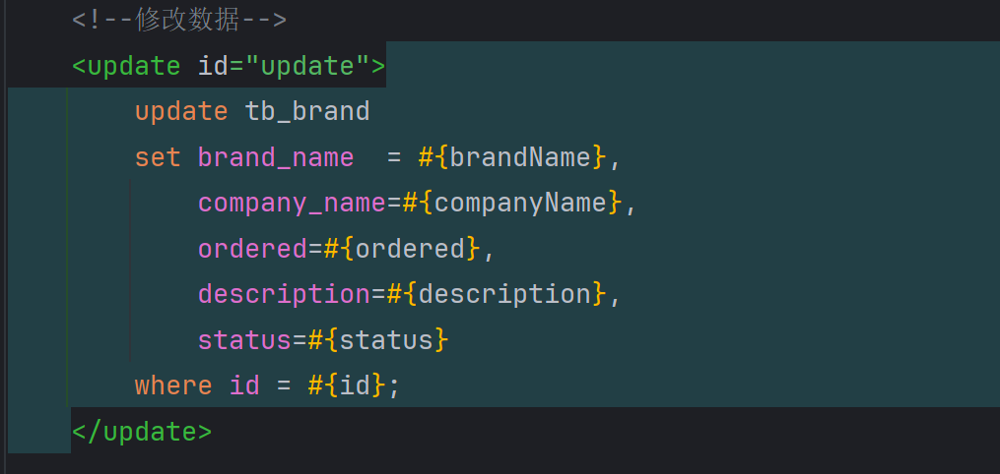 <!--修改数据-->
<update id="update">
update tb_brand
set brand_name  = #{brandName},
company_name=#{companyName},
ordered=#{ordered},
description=#{description},
status=#{status}
where id = #{id};
</update>